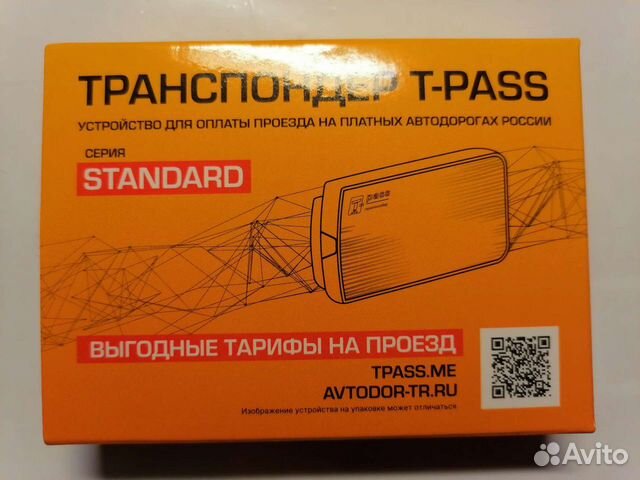 ТРАНСПОНДЕР T-PASS
УСТРОЙСТВО ДЛЯ ОПЛАТЫ ПРОЕЗДА НА ПЛАТНЫХ АВТОДОРОГАХ РОССИИ
СЕРИЯ
STANDARD
pass
ВЫГОДНЫЕ ТАРИФЫ НА ПРОЕЗД
TPASS.ME
AVTODOR-TR.RU
Изображение устройства на упаковке может отличаться
Avito